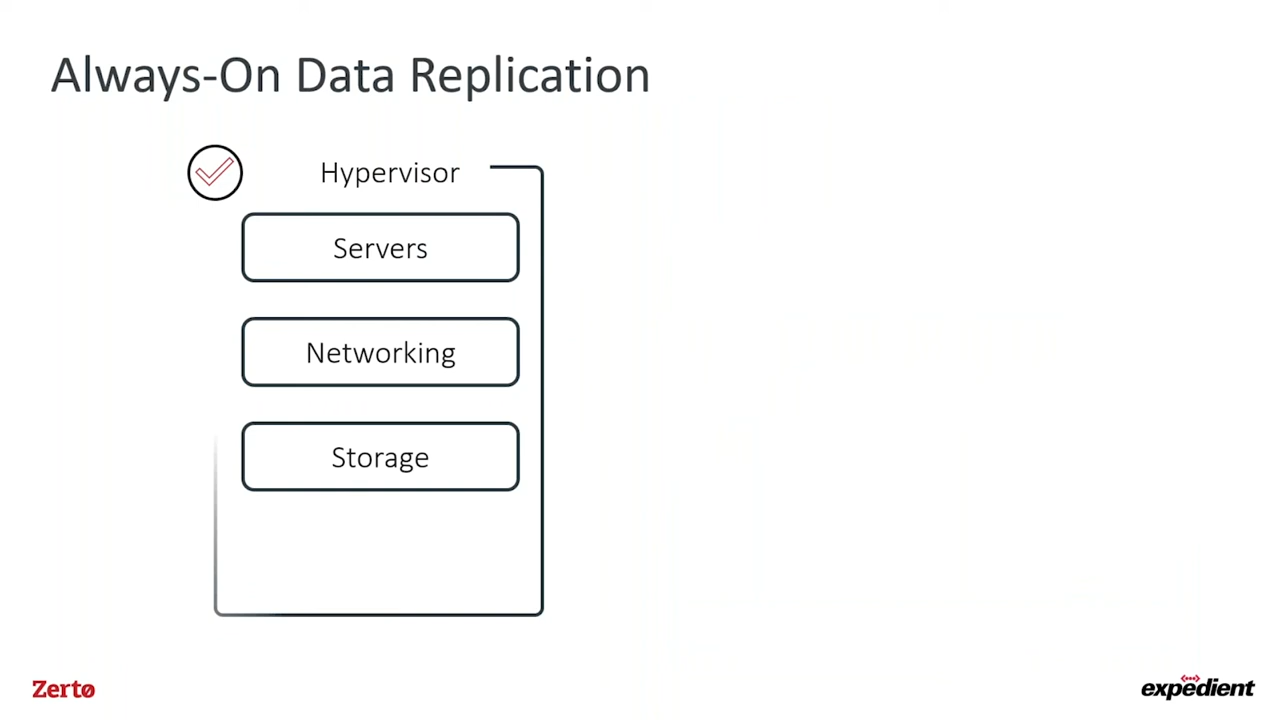 Always-On Data Replication
Hypervisor
Servers
Networking
Storage
Zerto
expedient